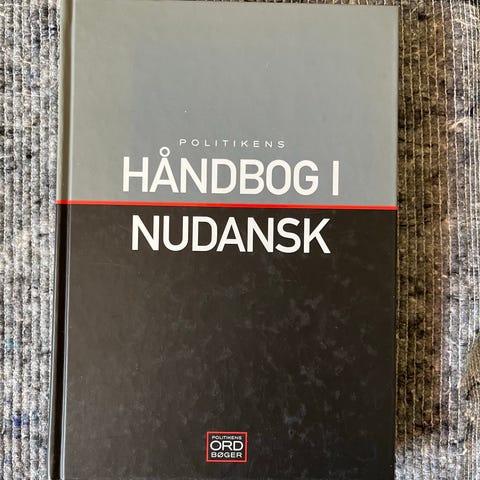 POLITIKENS
HÅNDBOG I
NUDANSK
POLITIKENS
ORD
BØGER